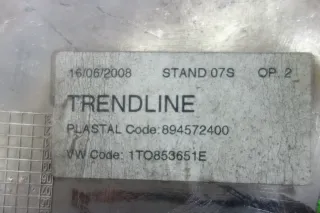 16/06/2008 STAND 07S OP. 2
TRENDLINE
PLASTAL Code: 894572400
VW Code: 1TO853651E